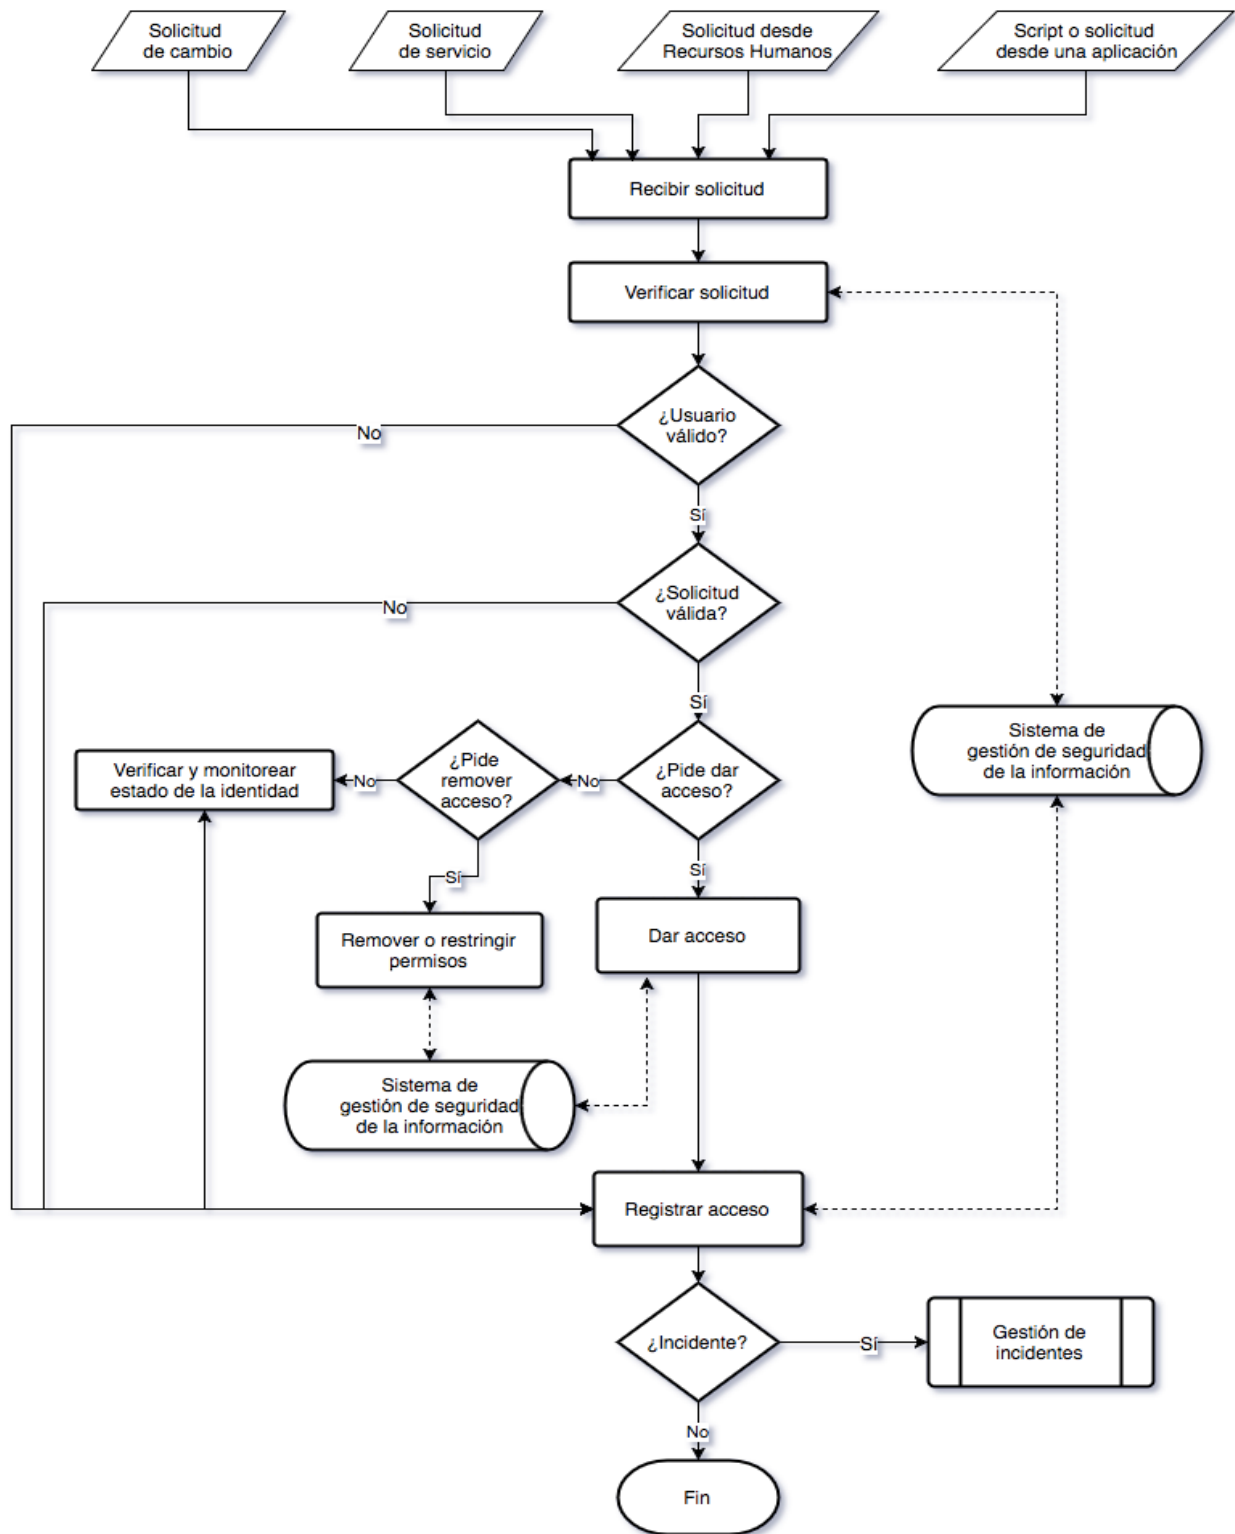 Solicitud
de cambio
Solicitud
de servicio
Solicitud desde
Recursos Humanos
Script o solicitud
desde una aplicación
Recibir solicitud
Verificar solicitud
¿Usuario
válido?
No
Sí
¿Solicitud
válida?
No
Sí
¿Pide dar
acceso?
No
¿Pide
remover
acceso?
No
Verificar y monitorear
estado de la identidad
Sistema de
gestión de seguridad
de la información
Sí
Sí
Remover o restringir
permisos
Dar acceso
Sistema de
gestión de seguridad
de la información
Registrar acceso
¿Incidente?
Sí
Gestión de
incidentes
No
Fin